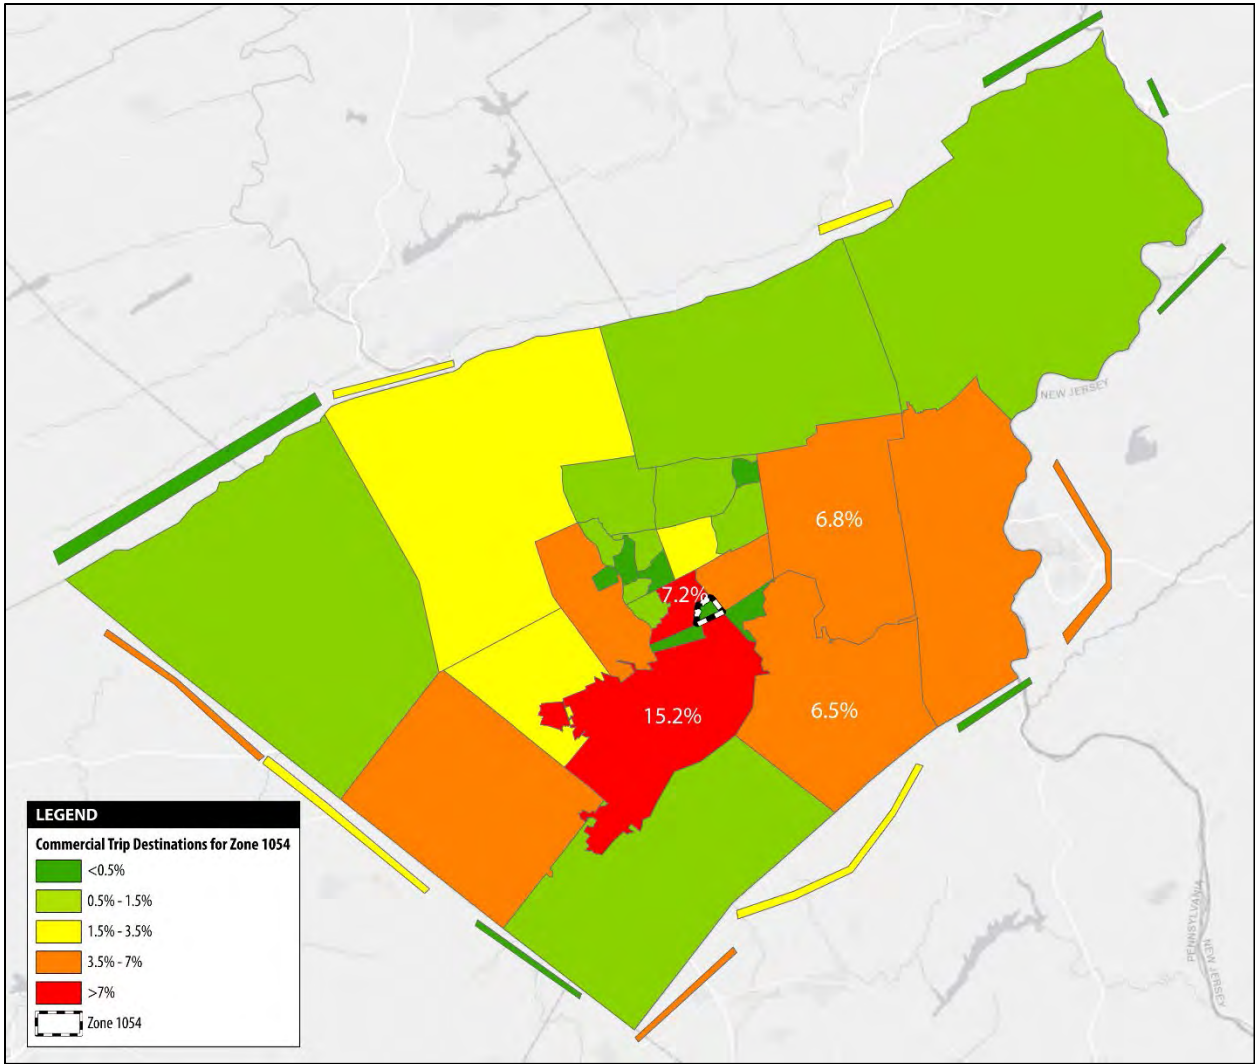 NEW JERSEY
6.8%
7.2%
15.2%
6.5%
LEGEND
Commercial Trip Destinations for Zone 1054
<0.5%
0.5% - 1.5%
1.5% - 3.5%
3.5% - 7%
>7%
Zone 1054
PENNSYLVANIA
NEW JERSEY